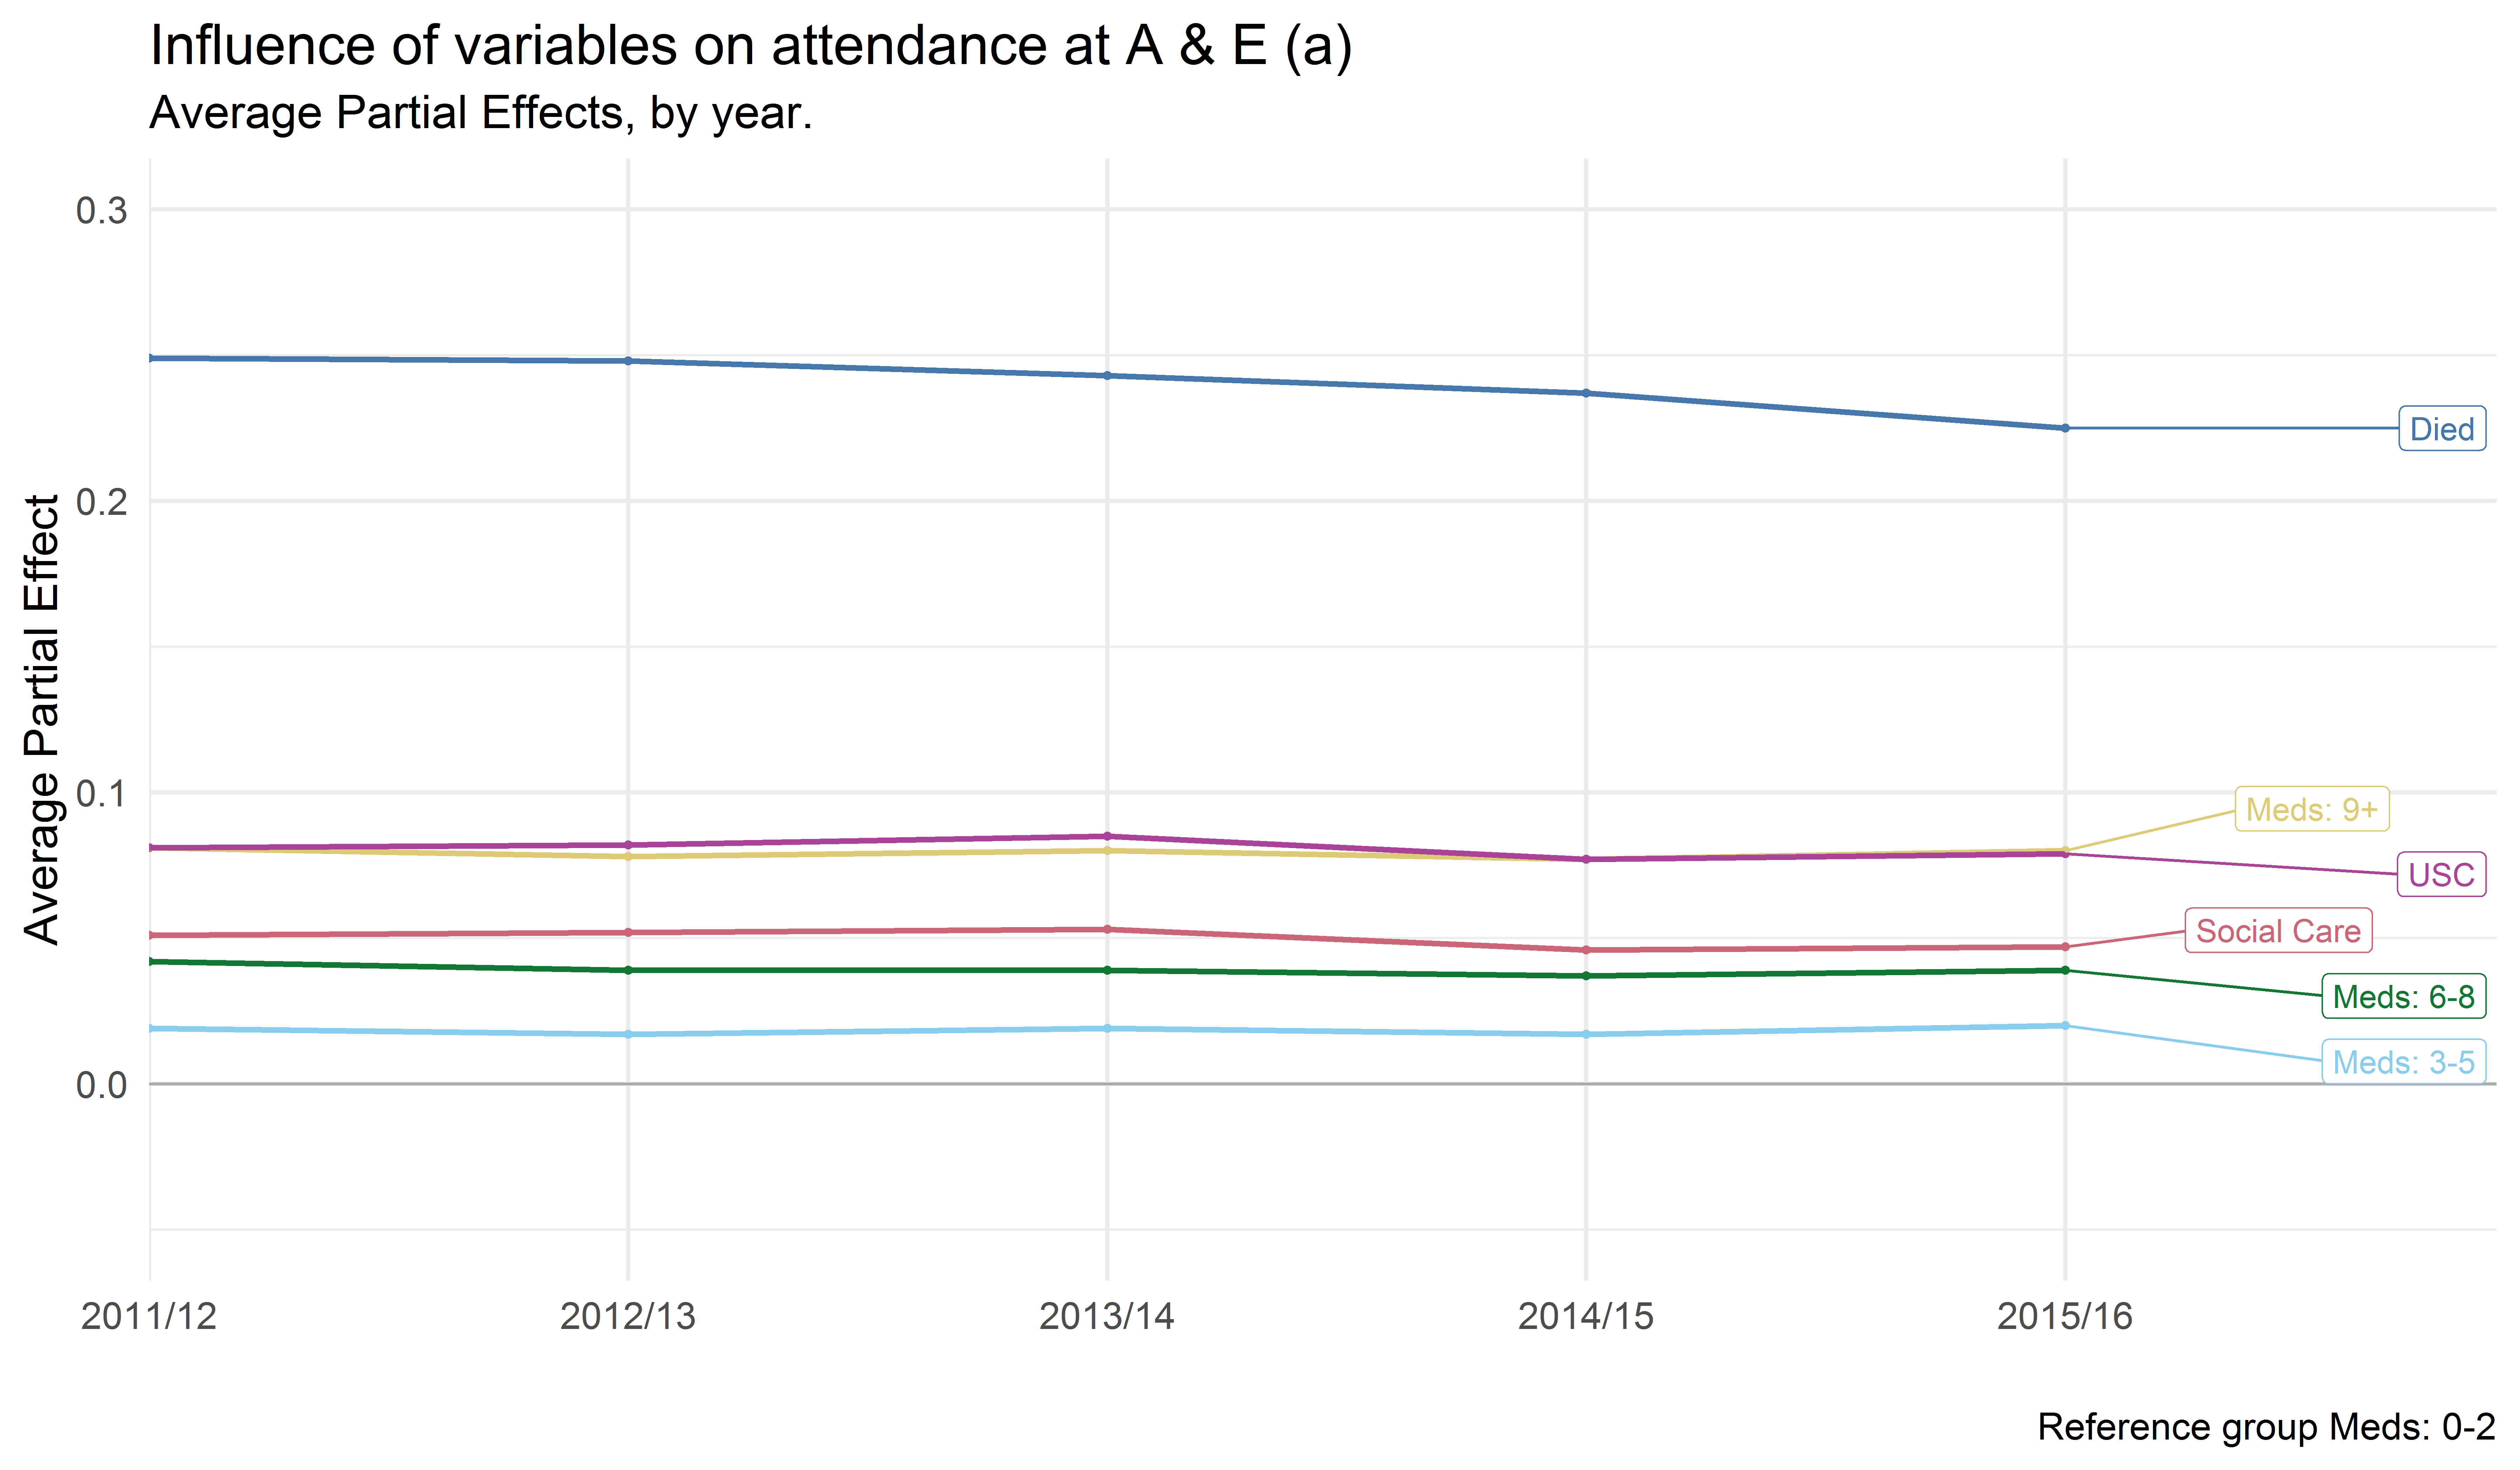 Influence of variables on attendance at A & E (a)
Average Partial Effects, by year.
Average Partial Effect
0.3
0.2
0.1
0.0
Died
Meds: 9+
USC
Social Care
Meds: 6-8
Meds: 3-5
2011/12
2012/13
2013/14
2014/15
2015/16
Reference group Meds: 0-2